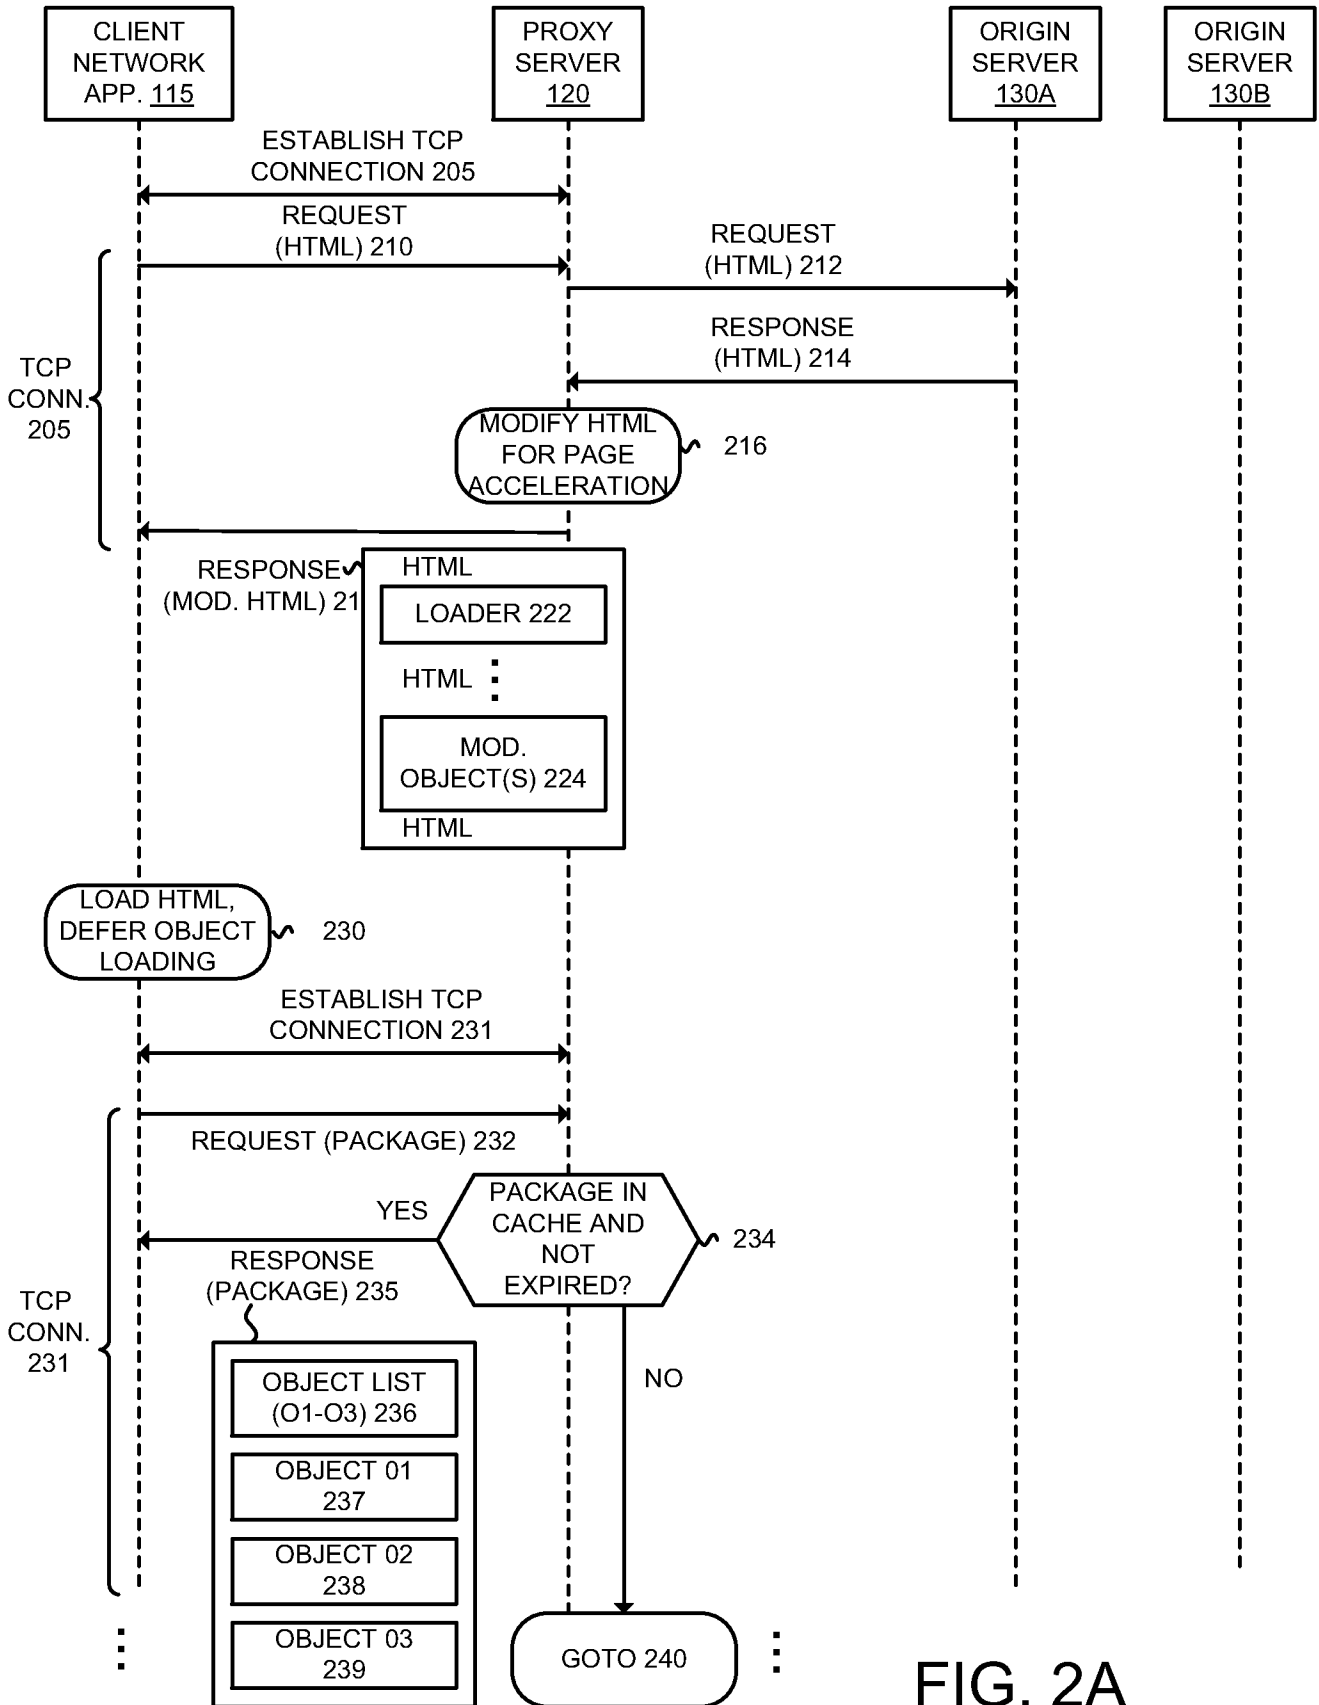 CLIENT
NETWORK
APP. 115
PROXY
SERVER
120
ORIGIN
SERVER
130A
ORIGIN
SERVER
130B
ESTABLISH TCP
CONNECTION 205
REQUEST
(HTML) 210
REQUEST
(HTML) 212
RESPONSE
(HTML) 214
TCP
CONN.
205
MODIFY HTML
FOR PAGE
ACCELERATION
216
RESPONSE
(MOD. HTML) 21
HTML
LOADER 222
HTML
MOD.
OBJECT(S) 224
HTML
LOAD HTML,
DEFER OBJECT
LOADING
230
ESTABLISH TCP
CONNECTION 231
REQUEST (PACKAGE) 232
YES
PACKAGE IN
CACHE AND
NOT
EXPIRED?
234
RESPONSE
(PACKAGE) 235
TCP
CONN.
231
OBJECT LIST
(O1-O3) 236
NO
OBJECT 01
237
OBJECT 02
238
OBJECT 03
239
GOTO 240
FIG. 2A